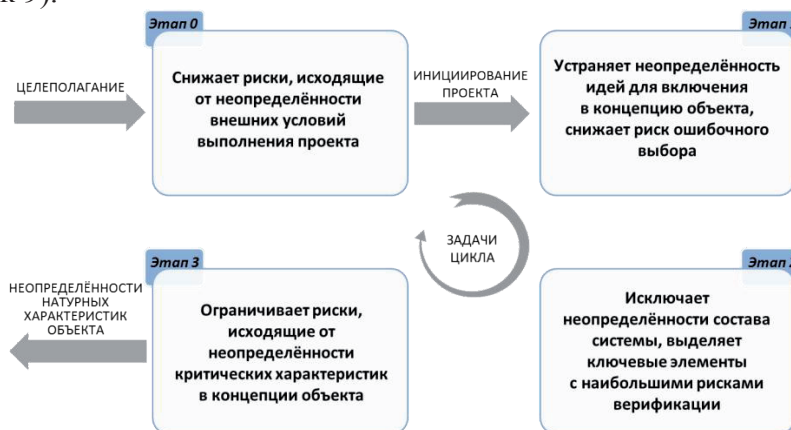 к 9).
Этап 0
Этап
ЦЕЛЕПОЛАГАНИЕ
Снижает риски, исходящие
от неопределённости
внешних условий
выполнения проекта
ИНИЦИИРОВАНИЕ
ПРОЕКТА
Устраняет неопределённость
идей для включения
в концепцию объекта,
снижает риск ошибочного
выбора
ЗАДАЧИ
ЦИКЛА
Этап 3
Этап
НЕОПРЕДЕЛЁННОСТИ
НАТУРНЫХ
ХАРАКТЕРИСТИК
ОБЪЕКТА
Ограничивает риски,
исходящие от
неопределённости
критических характеристик
в концепции объекта
Исключает
неопределённости состава
системы, выделяет
ключевые элементы
с наибольшими рисками
верификации